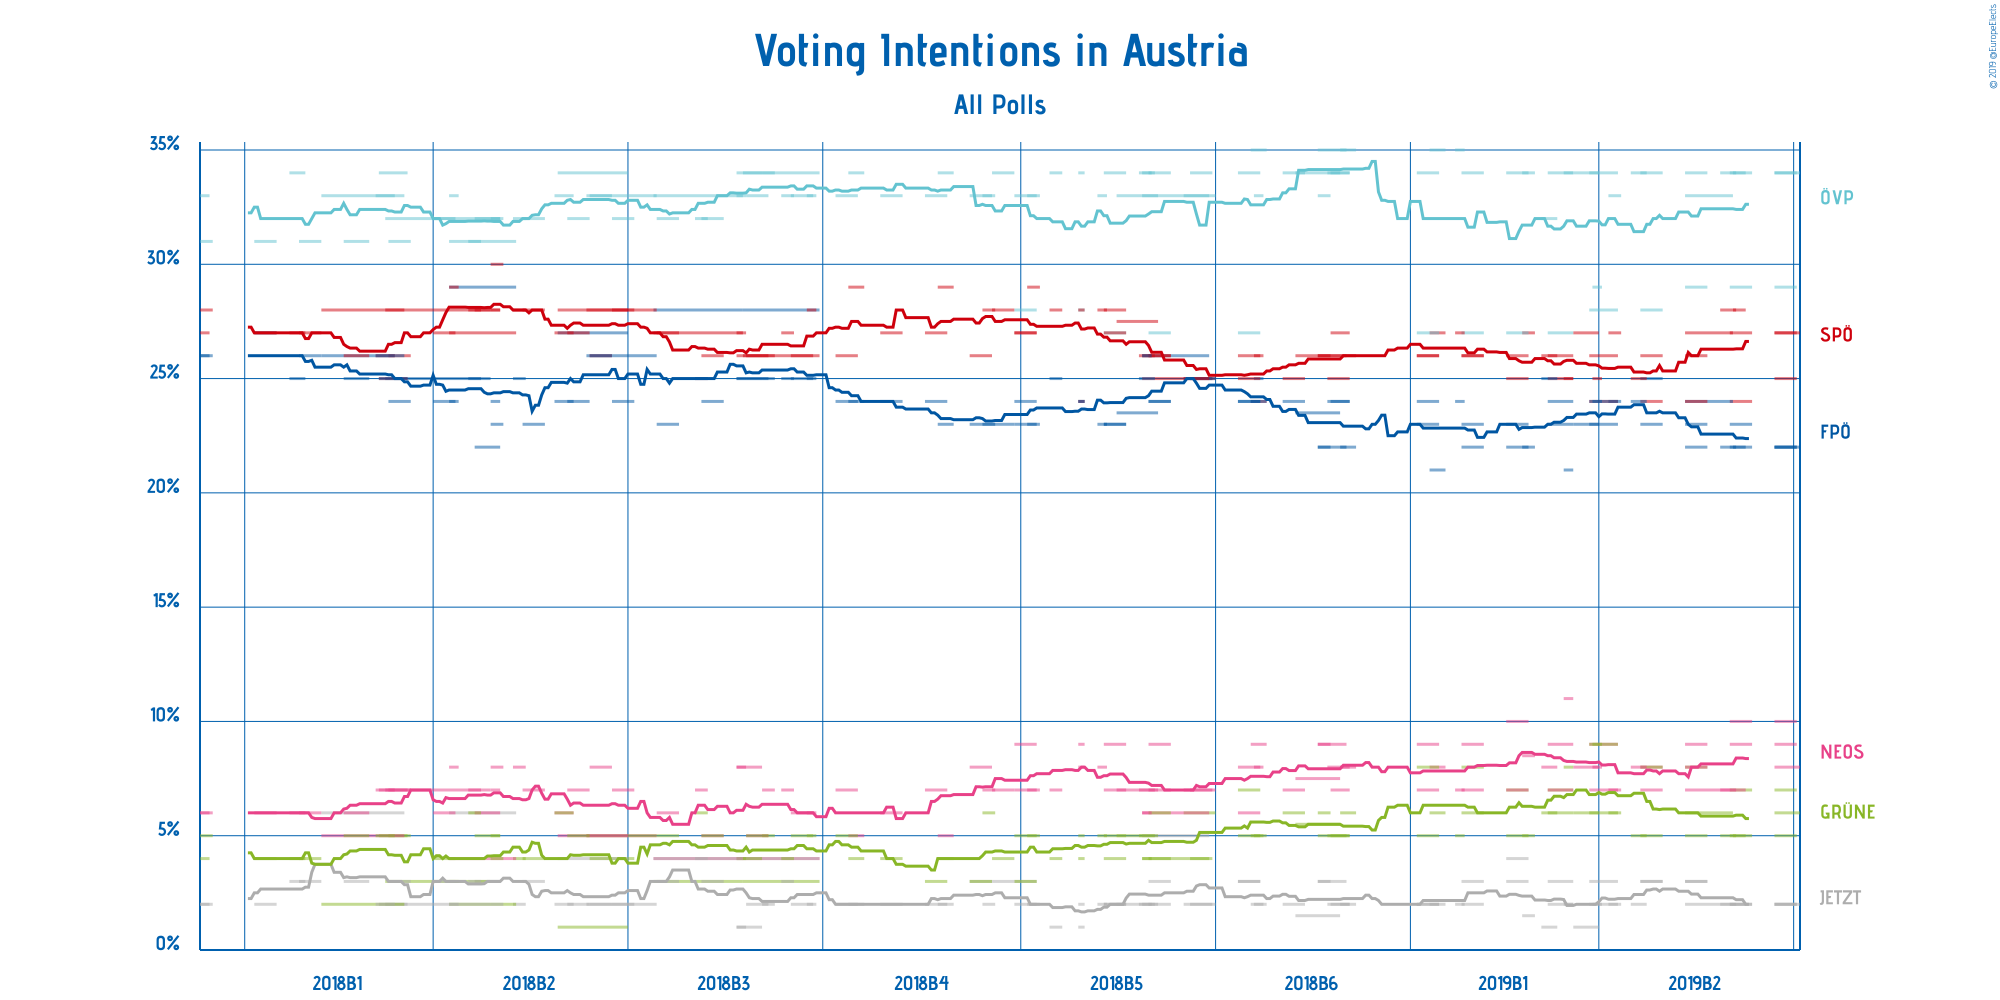 Voting Intentions in Austria
All Polls
© 2019 @EuropeElects
35%
30%
25%
20%
15%
10%
5%
0%
ÖVP
SPÖ
FPÖ
NEOS
GRÜNE
JETZT
2018B1 2018B2 2018B3 2018B4 2018B5 2018B6 2019B1 2019B2